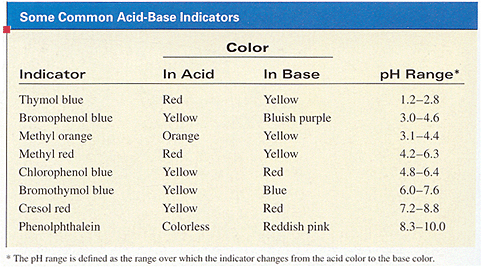 Some Common Acid-Base Indicators
Color
Indicator In Acid In Base pH Range*
Thymol blue Red Yellow 1.2–2.8
Bromophenol blue Yellow Bluish purple 3.0–4.6
Methyl orange Orange Yellow 3.1–4.4
Methyl red Red Yellow 4.2–6.3
Chlorophenol blue Yellow Red 4.8–6.4
Bromothymol blue Yellow Blue 6.0–7.6
Cresol red Yellow Red 7.2–8.8
Phenolphthalein Colorless Reddish pink 8.3–10.0
* The pH range is defined as the range over which the indicator changes from the acid color to the base color.